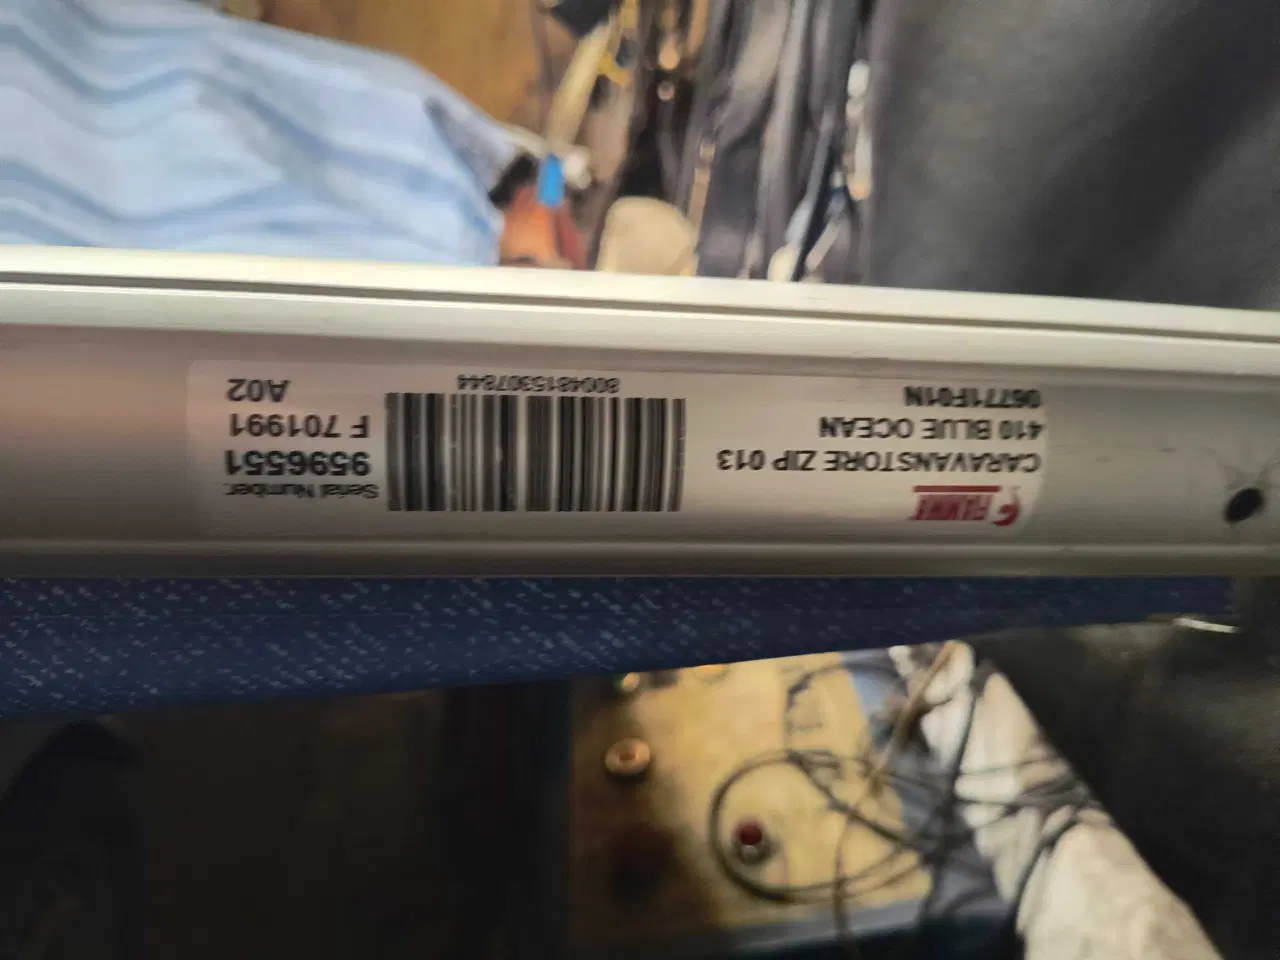 FIAMMA
CARAVANSTORE ZIP 013
410 BLUE OCEAN
06771F01N
8004815307844
Serial Number:
9596551
F 701991
A02